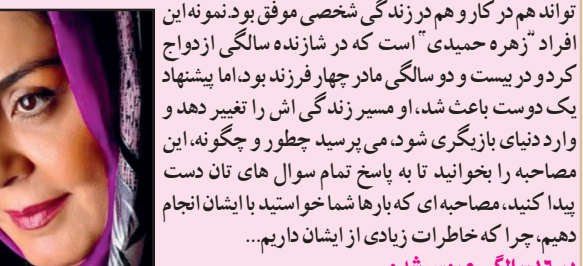 تواند هم در کار و هم در زندگی شخصی موفق بود. نمونه این
افراد "زهره حمیدی" است که در شانزده سالگی ازدواج
کرد و در بیست و دو سالگی مادر چهار فرزند بود، اما پیشنهاد
یک دوست باعث شد، او مسیر زندگی اش را تغییر دهد و
وارد دنیای بازیگری شود، می پرسید چطور و چگونه، این
مصاحبه را بخوانید تا به پاسخ تمام سوال های تان دست
پیدا کنید، مصاحبه ای که بارها شما خواستید با ایشان انجام
دهیم، چرا که خاطرات زیادی از ایشان داریم...